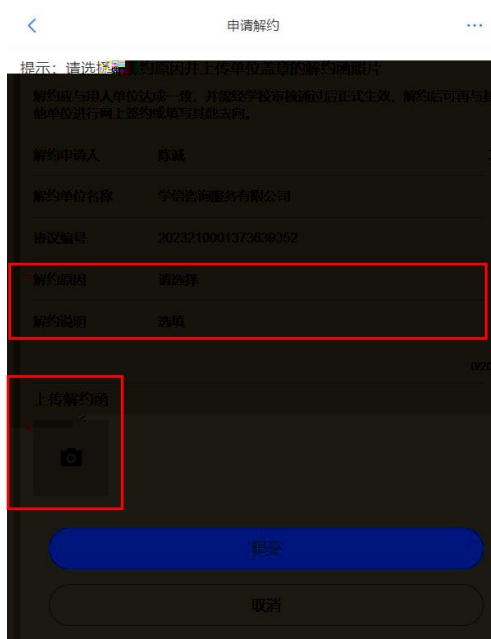 申请解约
提示：请选择解约原因并上传单位盖章的解约函照片
解约应与用人单位达成一致，并需经学校审核通过后正式生效，解约后可再与其
他单位进行网上签约或填写其他去向。
解约申请人 陈诚
解约单位名称 学信咨询服务有限公司
协议编号 2023210001373639352
解约原因 请选择
解约说明 选填
0/20
上传解约函
提交
取消